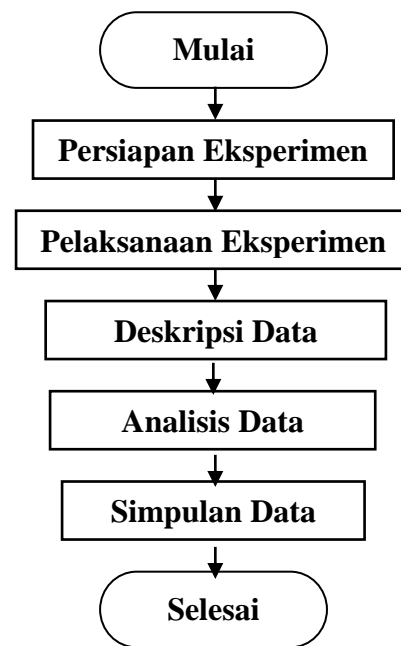 Mulai
Persiapan Eksperimen
Pelaksanaan Eksperimen
Deskripsi Data
Analisis Data
Simpulan Data
Selesai